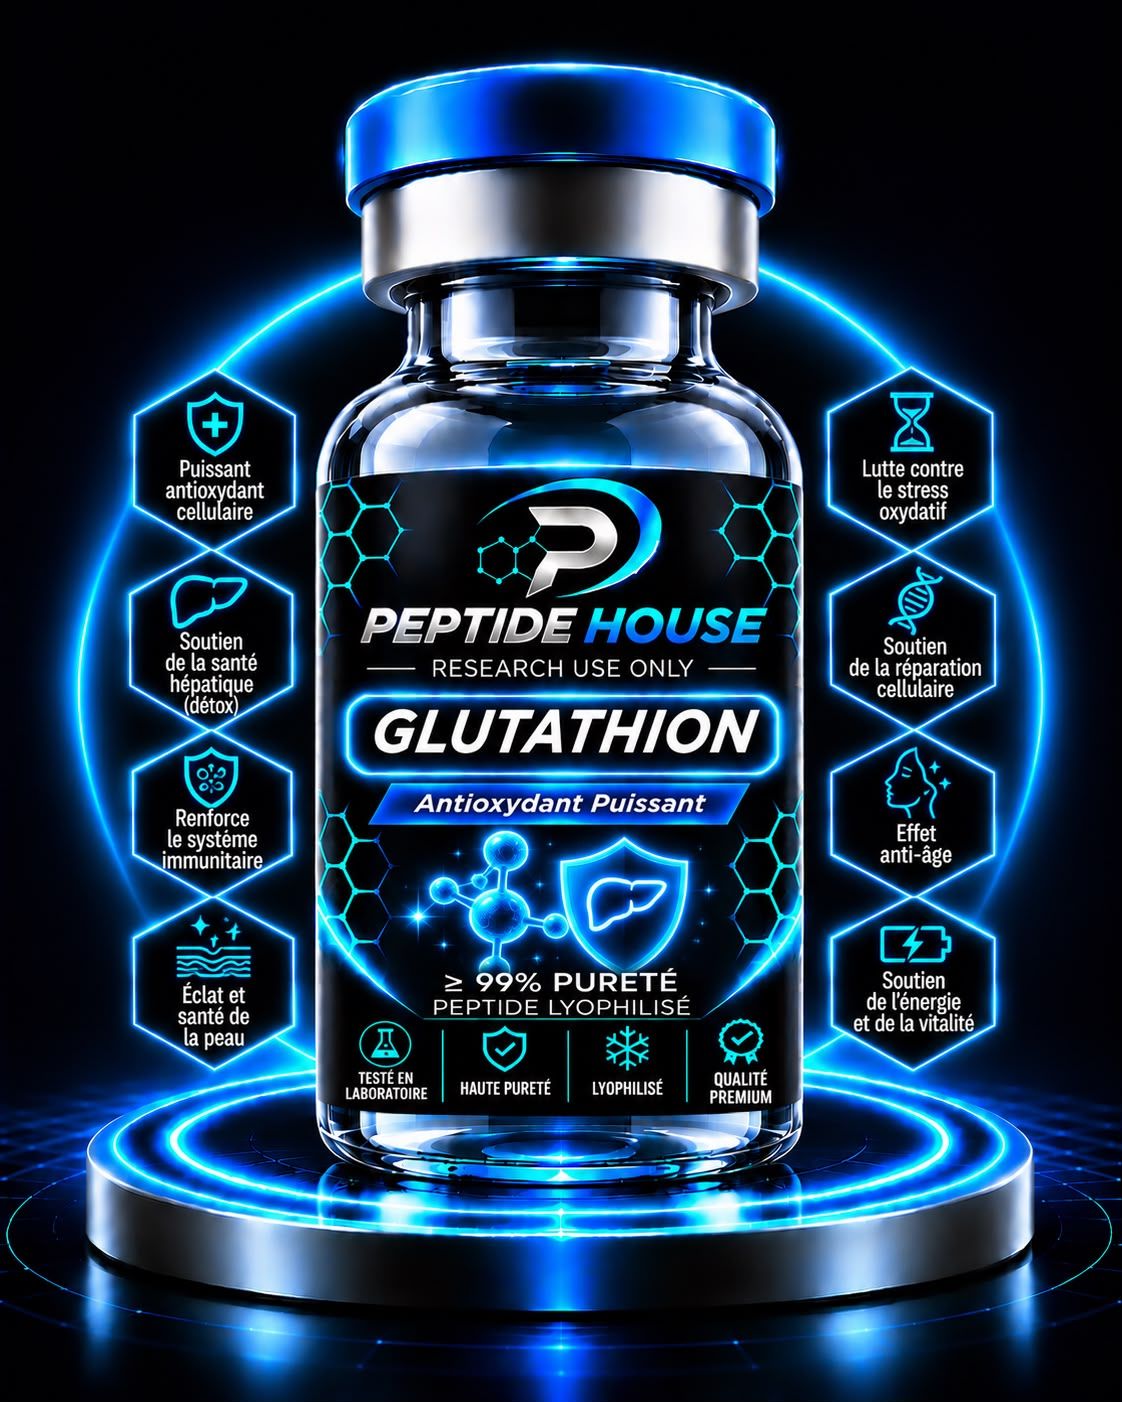 Puissant
antioxydant
cellulaire
Soutien
de la santé
hépatique
(détox)
Renforce
le systéme
immunitaire
Éclat et
santé de
la peau
P
PEPTIDE HOUSE
RESEARCH USE ONLY
GLUTATHION
Antioxydant Puissant
≥ 99% PURETÉ
PEPTIDE LYOPHILISÉ
TESTÉ EN
LABORATOIRE
HAUTE PURETÉ
LYOPHILISÉ
QUALITÉ
PREMIUM
Lutte contre
le stress
oxydatif
Soutien
de la réparation
cellulaire
Effet
anti-âge
Soutien
de l'énergie
et de la vitalité